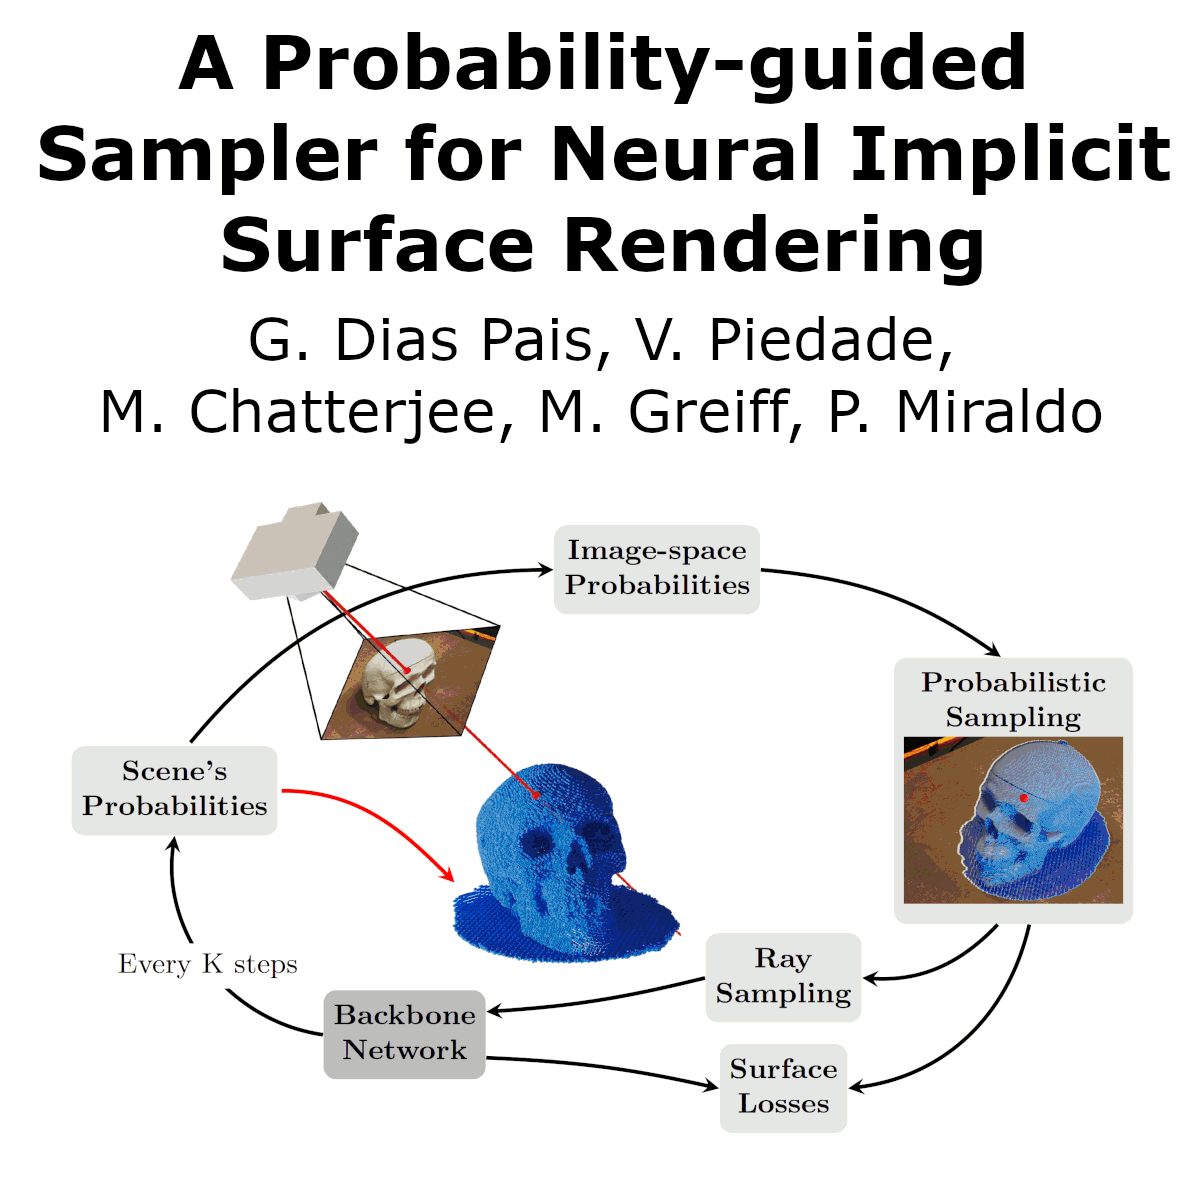 A Probability-guided
Sampler for Neural Implicit
Surface Rendering
G. Dias Pais, V. Piedade,
M. Chatterjee, M. Greiff, P. Miraldo
Image-space
Probabilities
Probabilistic
Sampling
Scene's
Probabilities
Every K steps
Ray
Sampling
Backbone
Network
Surface
Losses